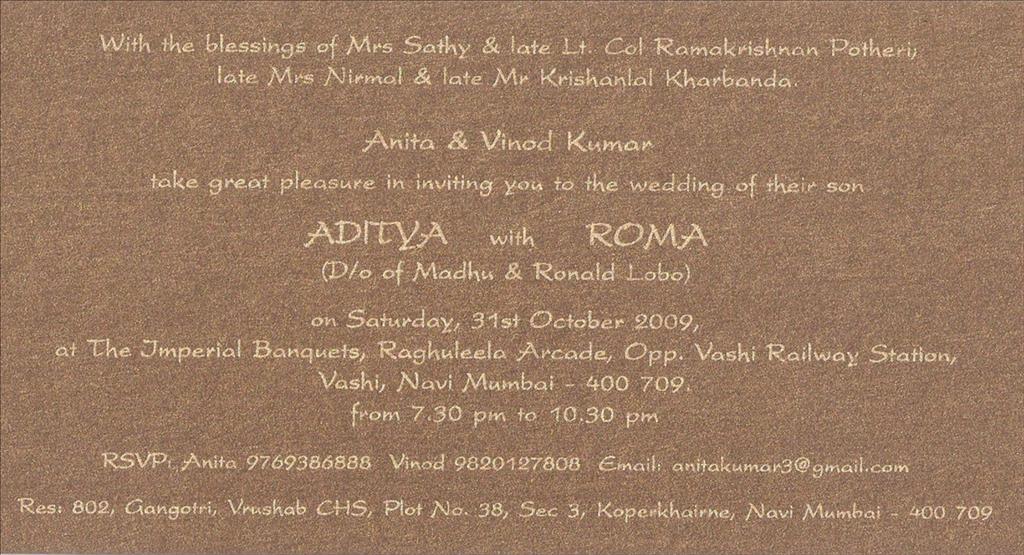 With the blessings of Mrs Sathy & late Lt. Col Ramakrishnan Potheri;
late Mrs Nirmal & late Mr Krishanlal Kharbanda.
Anita & Vinod Kumar
take great pleasure in inviting you to the wedding of their son
ADITYA with ROMA
(D/o of Madhu & Ronald Lobo)
on Saturday, 31st October 2009,
at The Imperial Banquets, Raghuleela Arcade, Opp. Vashi Railway Station,
Vashi, Navi Mumbai - 400 709.
from 7.30 pm to 10.30 pm
RSVP: Anita 9769386888 Vinod 9820127808 Email: anitakumar3@gmail.com
Res: 802, Gangotri, Vrushab CHS, Plot No. 38, Sec 3, Koperkhairne, Navi Mumbai - 400 709